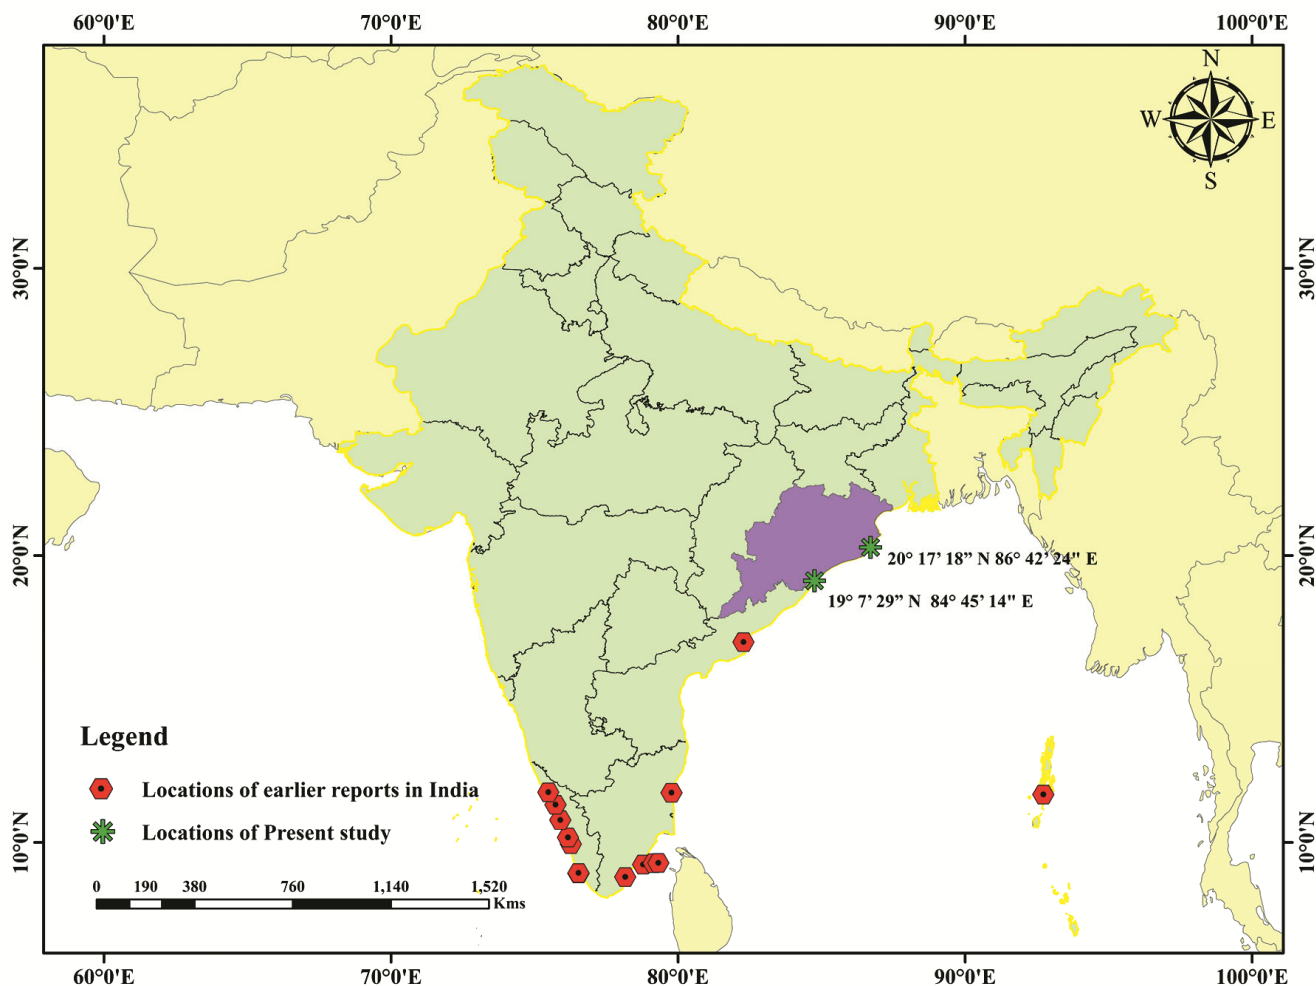 60°0'E 70°0'E 80°0'E 90°0'E 100°0'E
N
W E
S
30°0'N 30°0'N
20°0'N 20°0'N
20° 17’ 18” N 86° 42’ 24" E
19° 7’ 29” N 84° 45’ 14" E
Legend
Locations of earlier reports in India
Locations of Present study
10°0'N 10°0'N
0 190 380 760 1,140 1,520
Kms
60°0'E 70°0'E 80°0'E 90°0'E 100°0'E